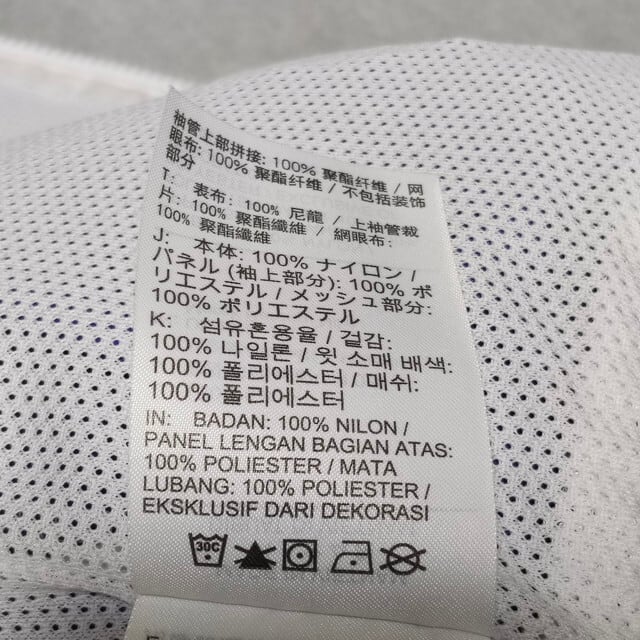 袖管上部拼接: 100% 聚酯纤维 / 网
眼布: 100% 聚酯纤维 / 不包括装饰
部分
T: 表布: 100% 尼龍 / 上袖管裁
片: 100% 聚酯纖維 / 網眼布:
100% 聚酯纖維
J: 本体: 100% ナイロン /
パネル (袖上部分): 100% ポ
リエステル / メッシュ部分:
100% ポリエステル
K: 섬유혼용율 / 겉감:
100% 나일론 / 윗 소매 배색:
100% 폴리에스터 / 매쉬:
100% 폴리에스터
IN: BADAN: 100% NILON /
PANEL LENGAN BAGIAN ATAS:
100% POLIESTER / MATA
LUBANG: 100% POLIESTER /
EKSKLUSIF DARI DEKORASI
30C